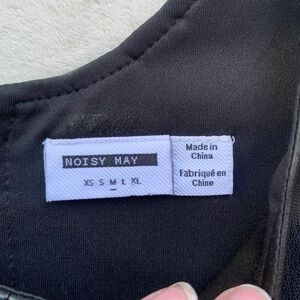 NOISY MAY
XS S M L XL
Made in
China
Fabriqué en
Chine